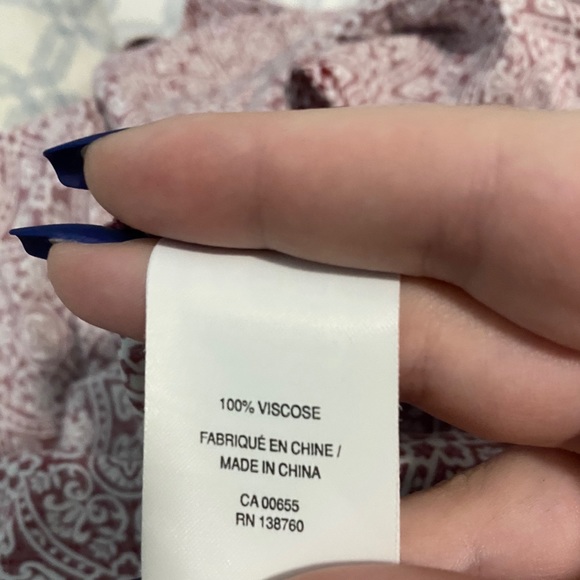 100% VISCOSE
FABRIQUÉ EN CHINE /
MADE IN CHINA
CA 00655
RN 138760